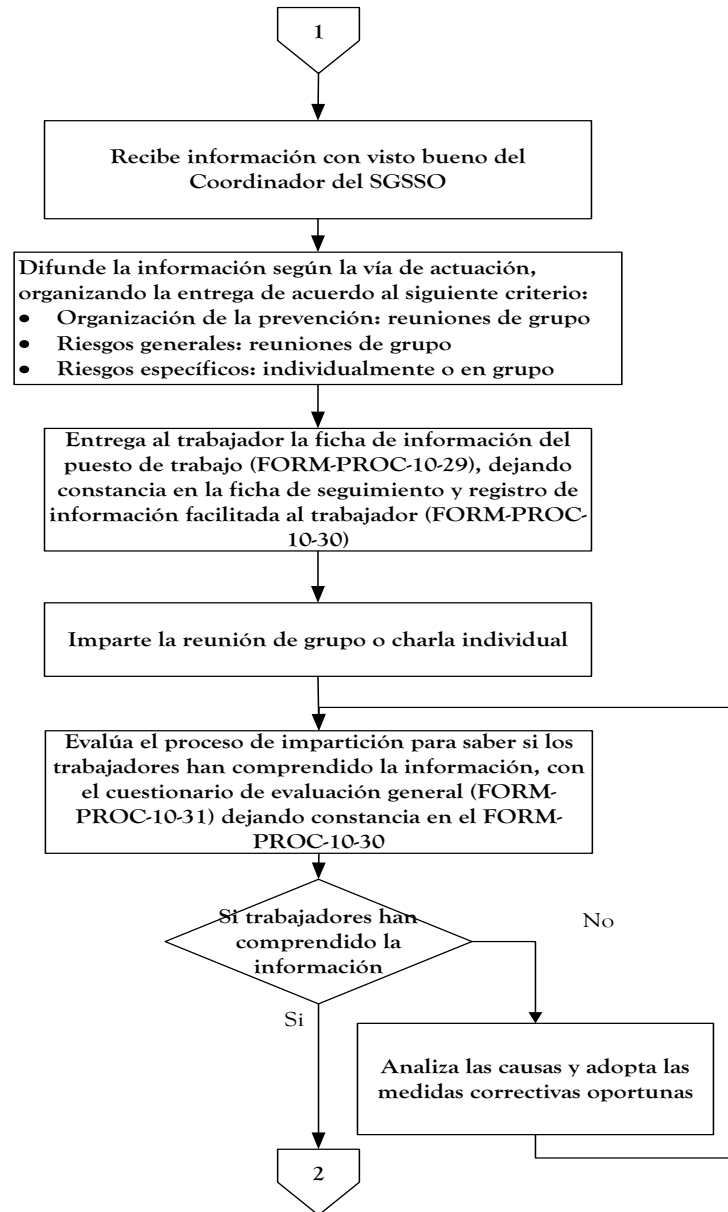 1
Recibe información con visto bueno del
Coordinador del SGSSO
Difunde la información según la vía de actuación,
organizando la entrega de acuerdo al siguiente criterio:
• Organización de la prevención: reuniones de grupo
• Riesgos generales: reuniones de grupo
• Riesgos específicos: individualmente o en grupo
Entrega al trabajador la ficha de información del
puesto de trabajo (FORM-PROC-10-29), dejando
constancia en la ficha de seguimiento y registro de
información facilitada al trabajador (FORM-PROC-
10-30)
Imparte la reunión de grupo o charla individual
Evalúa el proceso de impartición para saber si los
trabajadores han comprendido la información, con
el cuestionario de evaluación general (FORM-
PROC-10-31) dejando constancia en el FORM-
PROC-10-30
Si trabajadores han
comprendido la
información
No
Si
Analiza las causas y adopta las
medidas correctivas oportunas
2